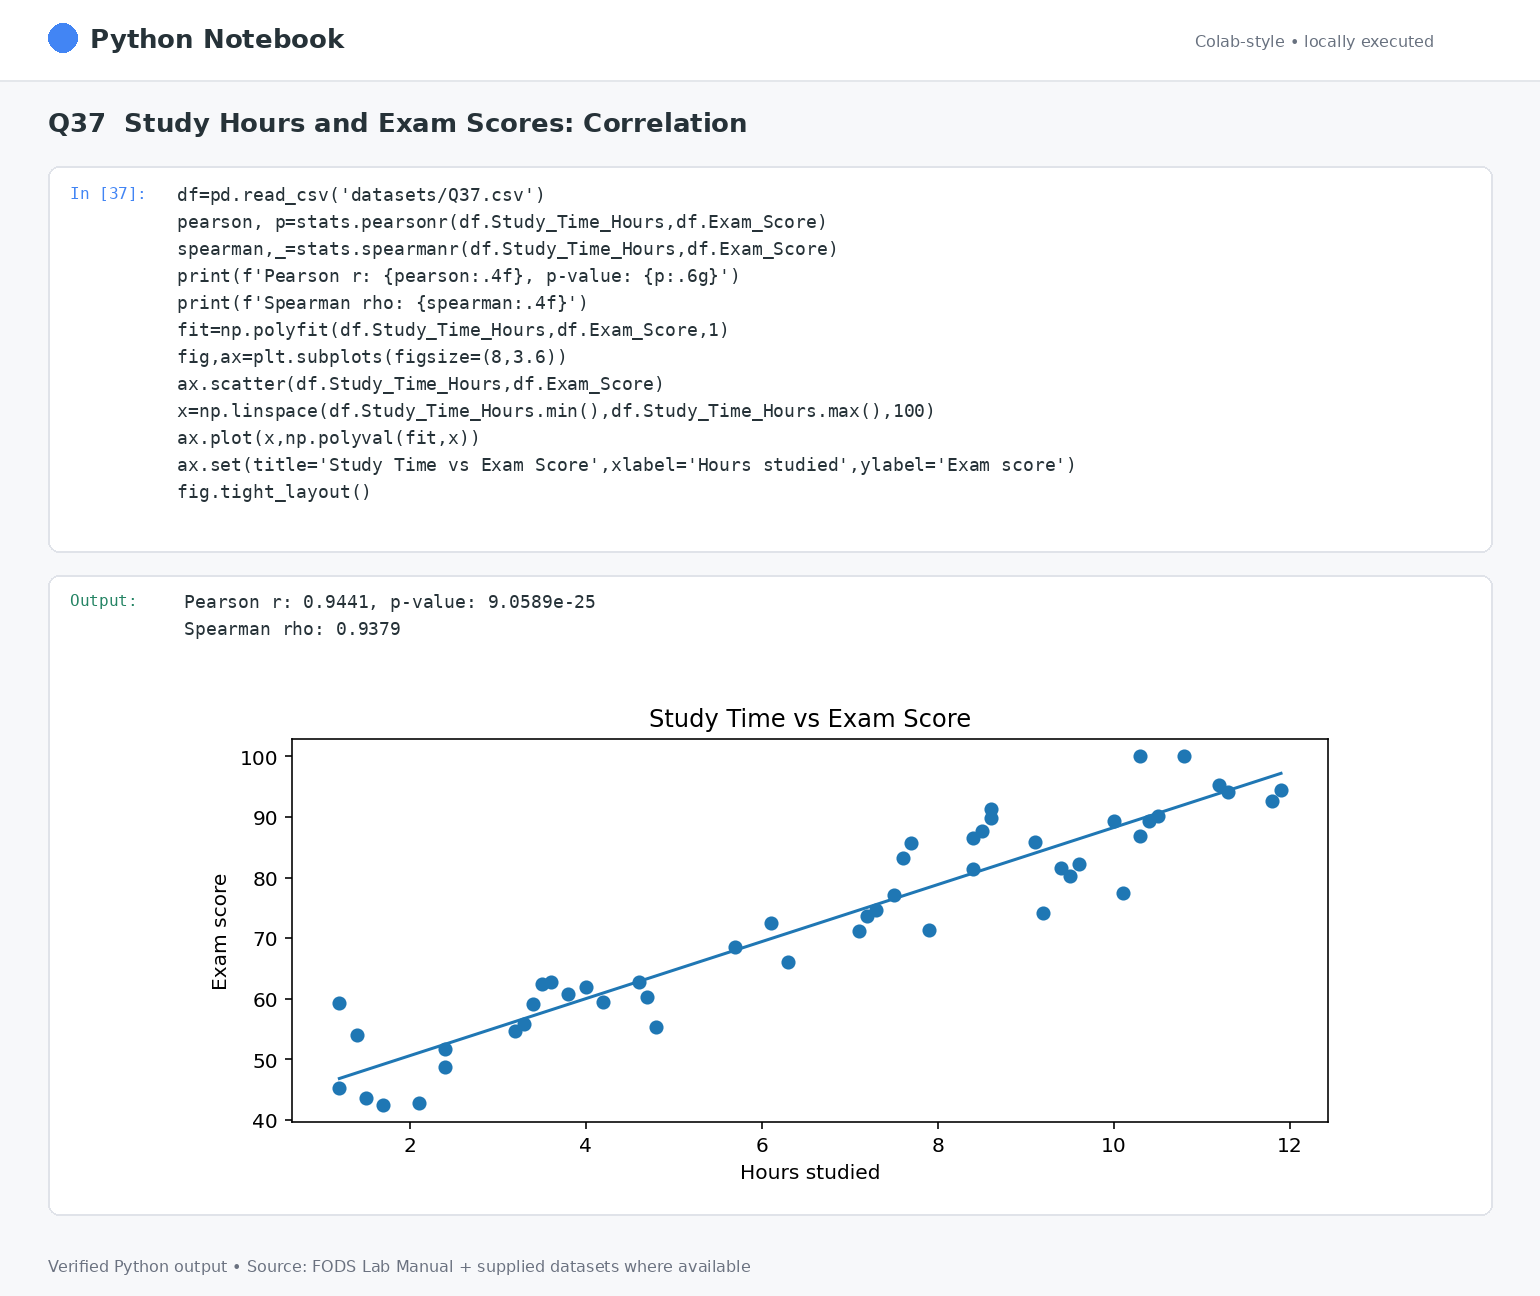 Python Notebook
Colab-style • locally executed
Q37  Study Hours and Exam Scores: Correlation
In [37]:
df=pd.read_csv('datasets/Q37.csv')
pearson, p=stats.pearsonr(df.Study_Time_Hours,df.Exam_Score)
spearman,_=stats.spearmanr(df.Study_Time_Hours,df.Exam_Score)
print(f'Pearson r: {pearson:.4f}, p-value: {p:.6g}')
print(f'Spearman rho: {spearman:.4f}')
fit=np.polyfit(df.Study_Time_Hours,df.Exam_Score,1)
fig,ax=plt.subplots(figsize=(8,3.6))
ax.scatter(df.Study_Time_Hours,df.Exam_Score)
x=np.linspace(df.Study_Time_Hours.min(),df.Study_Time_Hours.max(),100)
ax.plot(x,np.polyval(fit,x))
ax.set(title='Study Time vs Exam Score',xlabel='Hours studied',ylabel='Exam score')
fig.tight_layout()
Output:
Pearson r: 0.9441, p-value: 9.0589e-25
Spearman rho: 0.9379
Study Time vs Exam Score
Exam score
100
90
80
70
60
50
40
2 4 6 8 10 12
Hours studied
Verified Python output • Source: FODS Lab Manual + supplied datasets where available